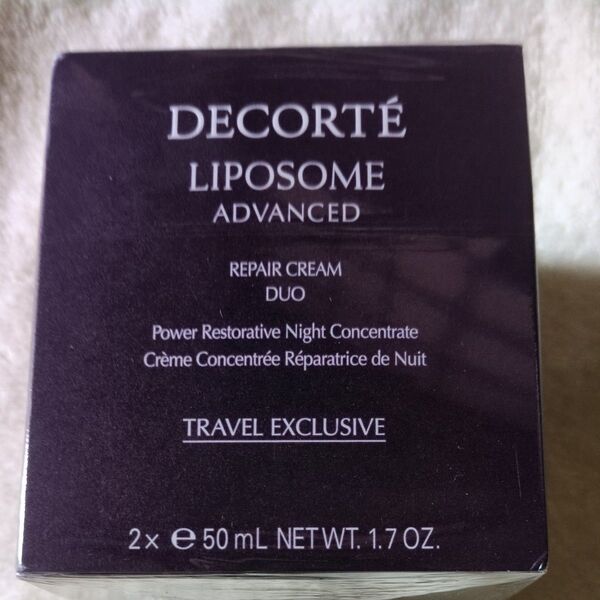 DECORTÉ
LIPOSOME
ADVANCED
REPAIR CREAM
DUO
Power Restorative Night Concentrate
Crème Concentrée Réparatrice de Nuit
TRAVEL EXCLUSIVE
2× ℮ 50 mL NET WT. 1.7 OZ.